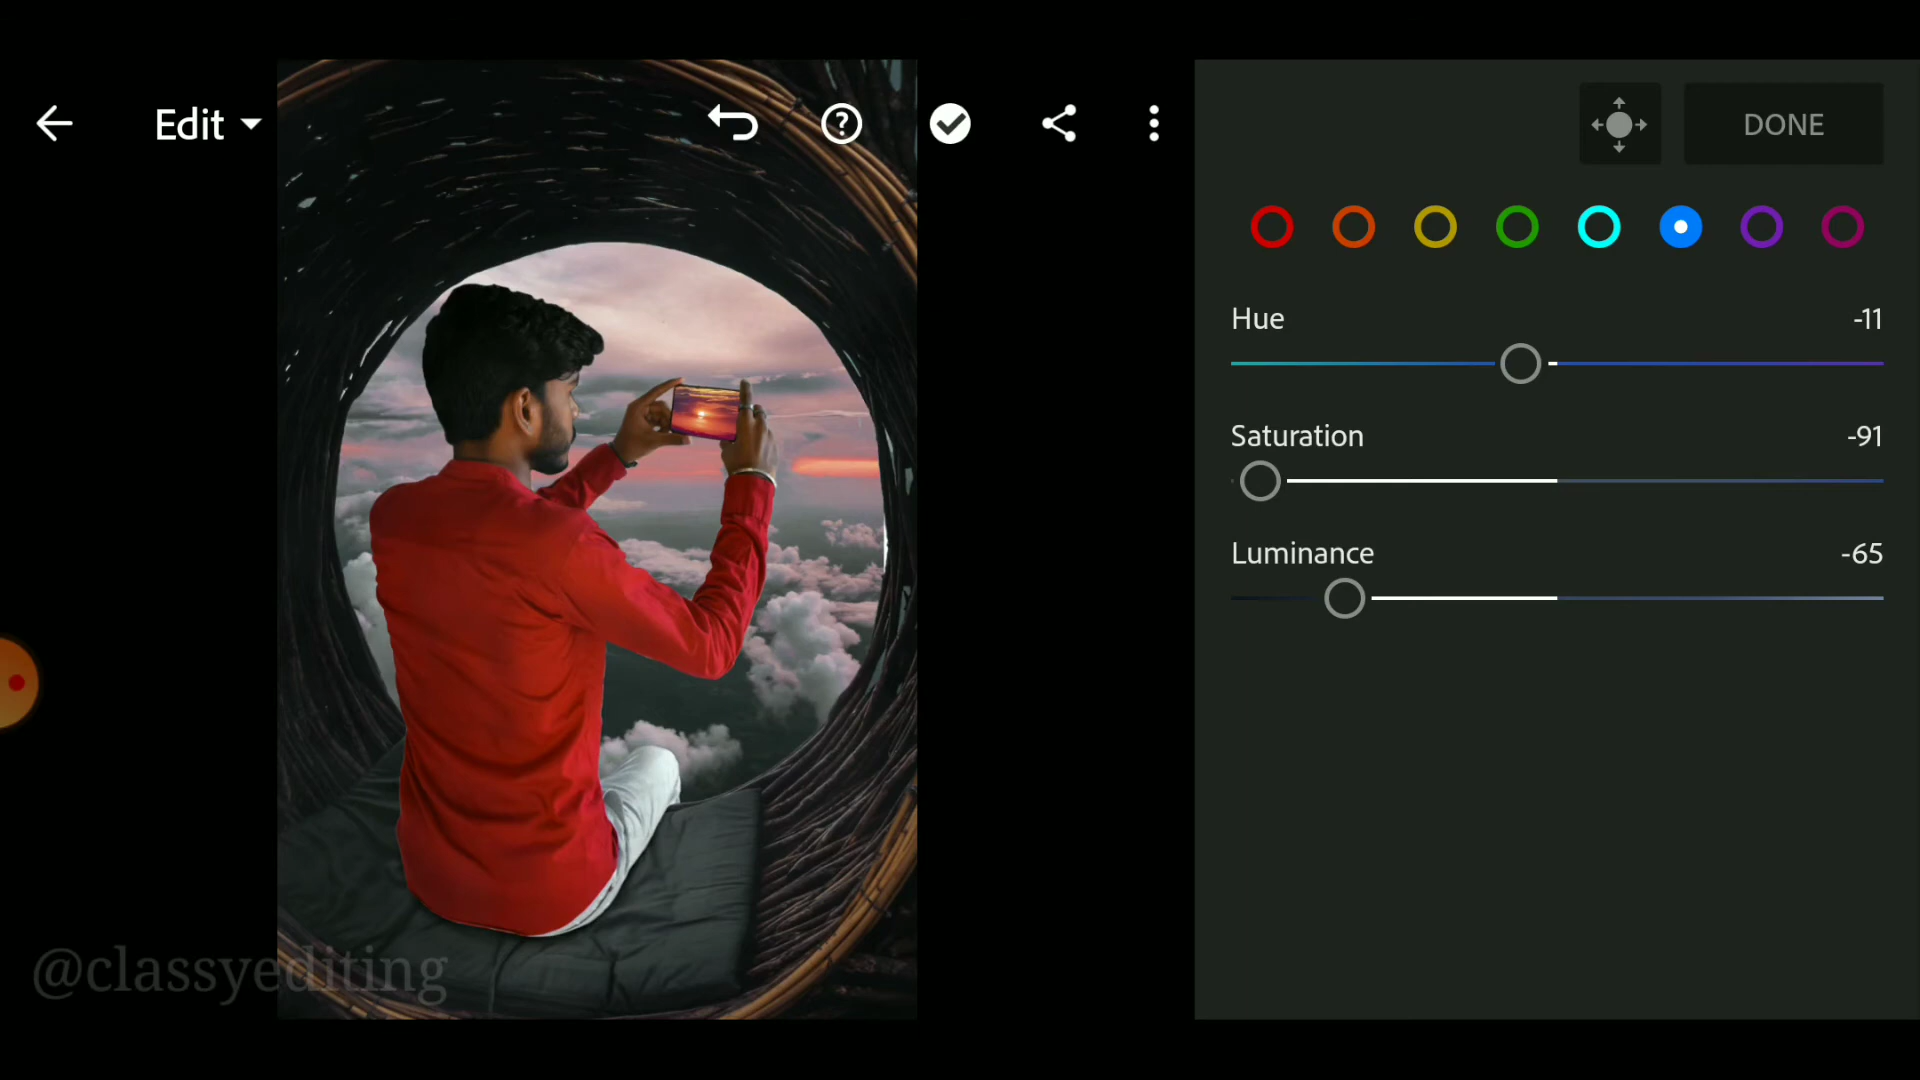 Edit
DONE
Hue -11
Saturation -91
Luminance -65
@classyediting